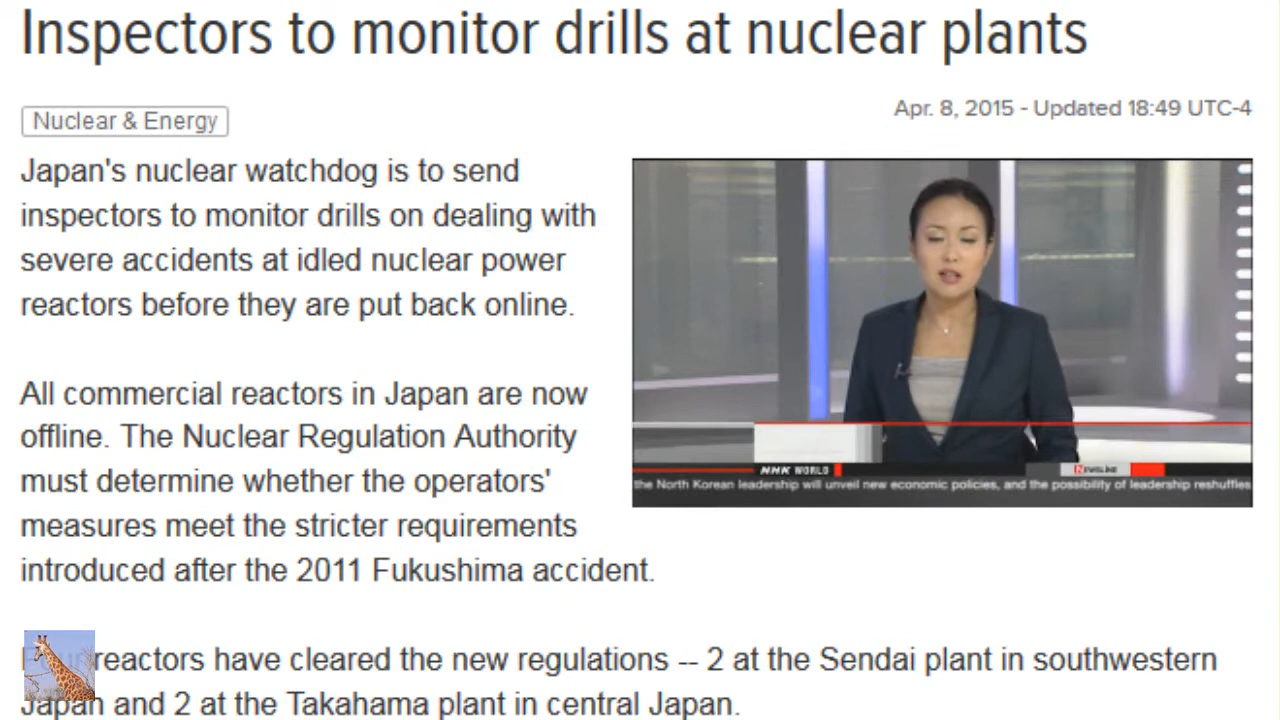 Inspectors to monitor drills at nuclear plants
Nuclear & Energy
Apr. 8, 2015 - Updated 18:49 UTC-4
Japan's nuclear watchdog is to send
inspectors to monitor drills on dealing with
severe accidents at idled nuclear power
reactors before they are put back online.
All commercial reactors in Japan are now
offline. The Nuclear Regulation Authority
must determine whether the operators'
measures meet the stricter requirements
introduced after the 2011 Fukushima accident.
NHK WORLD
NEWSLINE
the North Korean leadership will unveil new economic policies, and the possibility of leadership reshuffles
Four reactors have cleared the new regulations -- 2 at the Sendai plant in southwestern
Japan and 2 at the Takahama plant in central Japan.